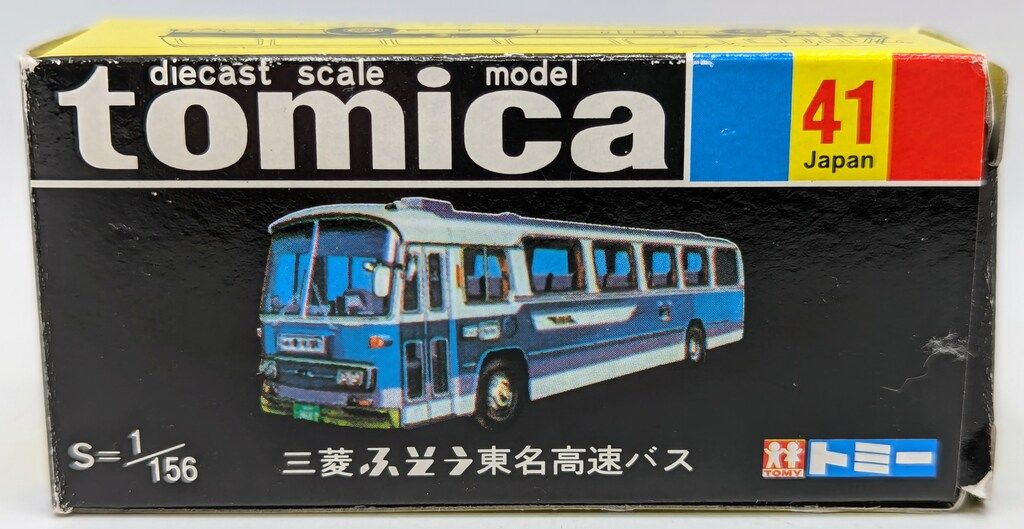 diecast scale model
tomica
41
Japan
S=1/156
三菱ふそう東名高速バス
TOMY
トミー